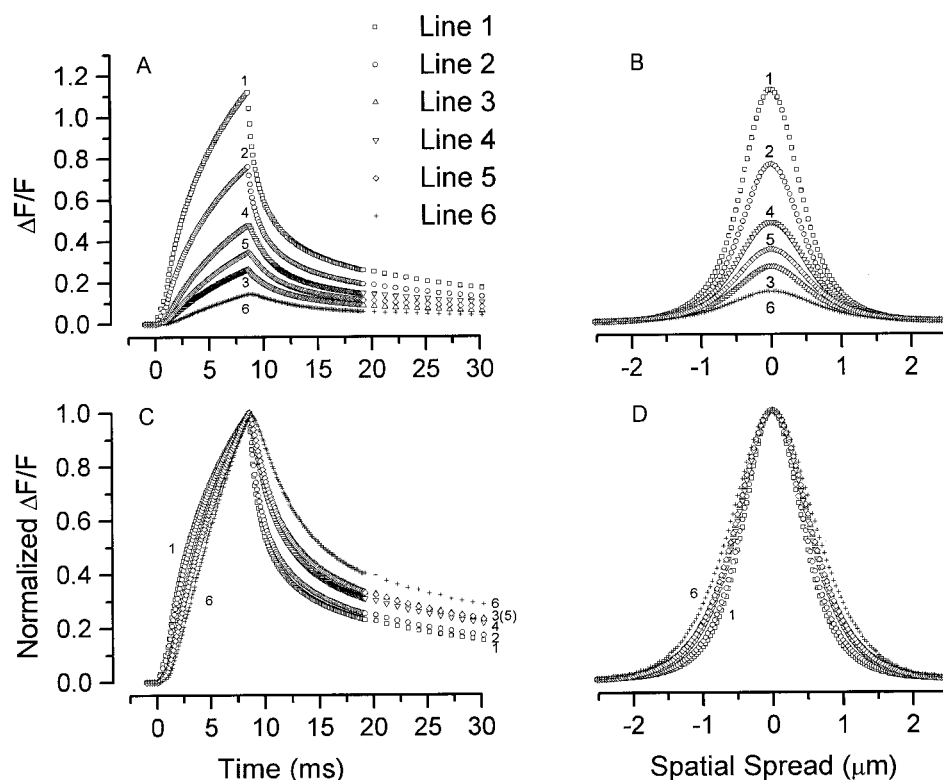 Line 1
Line 2
Line 3
Line 4
Line 5
Line 6
A
1
2
4
5
3
6
1.2
1.0
0.8
0.6
0.4
0.2
0.0
ΔF/F
0 5 10 15 20 25 30
B
1
2
4
5
3
6
-2 -1 0 1 2
C
1
6
6
3(5)
4
2
1
1.0
0.8
0.6
0.4
0.2
0.0
Normalized ΔF/F
0 5 10 15 20 25 30
Time (ms)
D
6
1
-2 -1 0 1 2
Spatial Spread (μm)